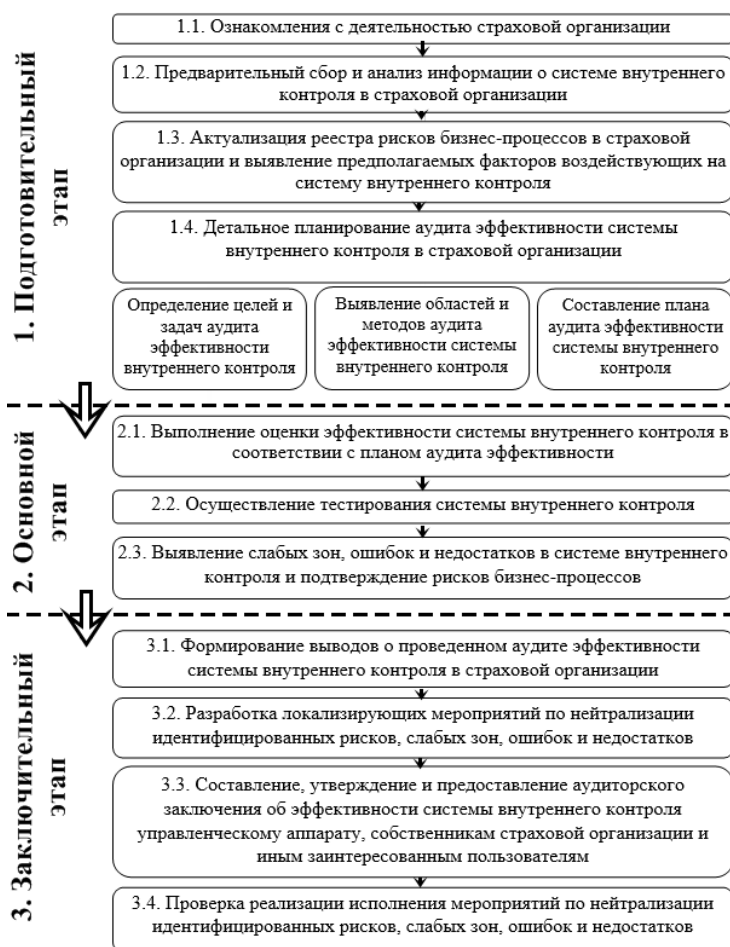 1. Подготовительный
этап
1.1. Ознакомления с деятельностью страховой организации
1.2. Предварительный сбор и анализ информации о системе внутреннего
контроля в страховой организации
1.3. Актуализация реестра рисков бизнес-процессов в страховой
организации и выявление предполагаемых факторов воздействующих на
систему внутреннего контроля
1.4. Детальное планирование аудита эффективности системы
внутреннего контроля в страховой организации
Определение целей и
задач аудита
эффективности
внутреннего контроля
Выявление областей и
методов аудита
эффективности системы
внутреннего контроля
Составление плана
аудита эффективности
системы внутреннего
контроля
2. Основной
этап
2.1. Выполнение оценки эффективности системы внутреннего контроля в
соответствии с планом аудита эффективности
2.2. Осуществление тестирования системы внутреннего контроля
2.3. Выявление слабых зон, ошибок и недостатков в системе внутреннего
контроля и подтверждение рисков бизнес-процессов
3. Заключительный
этап
3.1. Формирование выводов о проведенном аудите эффективности
системы внутреннего контроля в страховой организации
3.2. Разработка локализирующих мероприятий по нейтрализации
идентифицированных рисков, слабых зон, ошибок и недостатков
3.3. Составление, утверждение и предоставление аудиторского
заключения об эффективности системы внутреннего контроля
управленческому аппарату, собственникам страховой организации и
иным заинтересованным пользователям
3.4. Проверка реализации исполнения мероприятий по нейтрализации
идентифицированных рисков, слабых зон, ошибок и недостатков